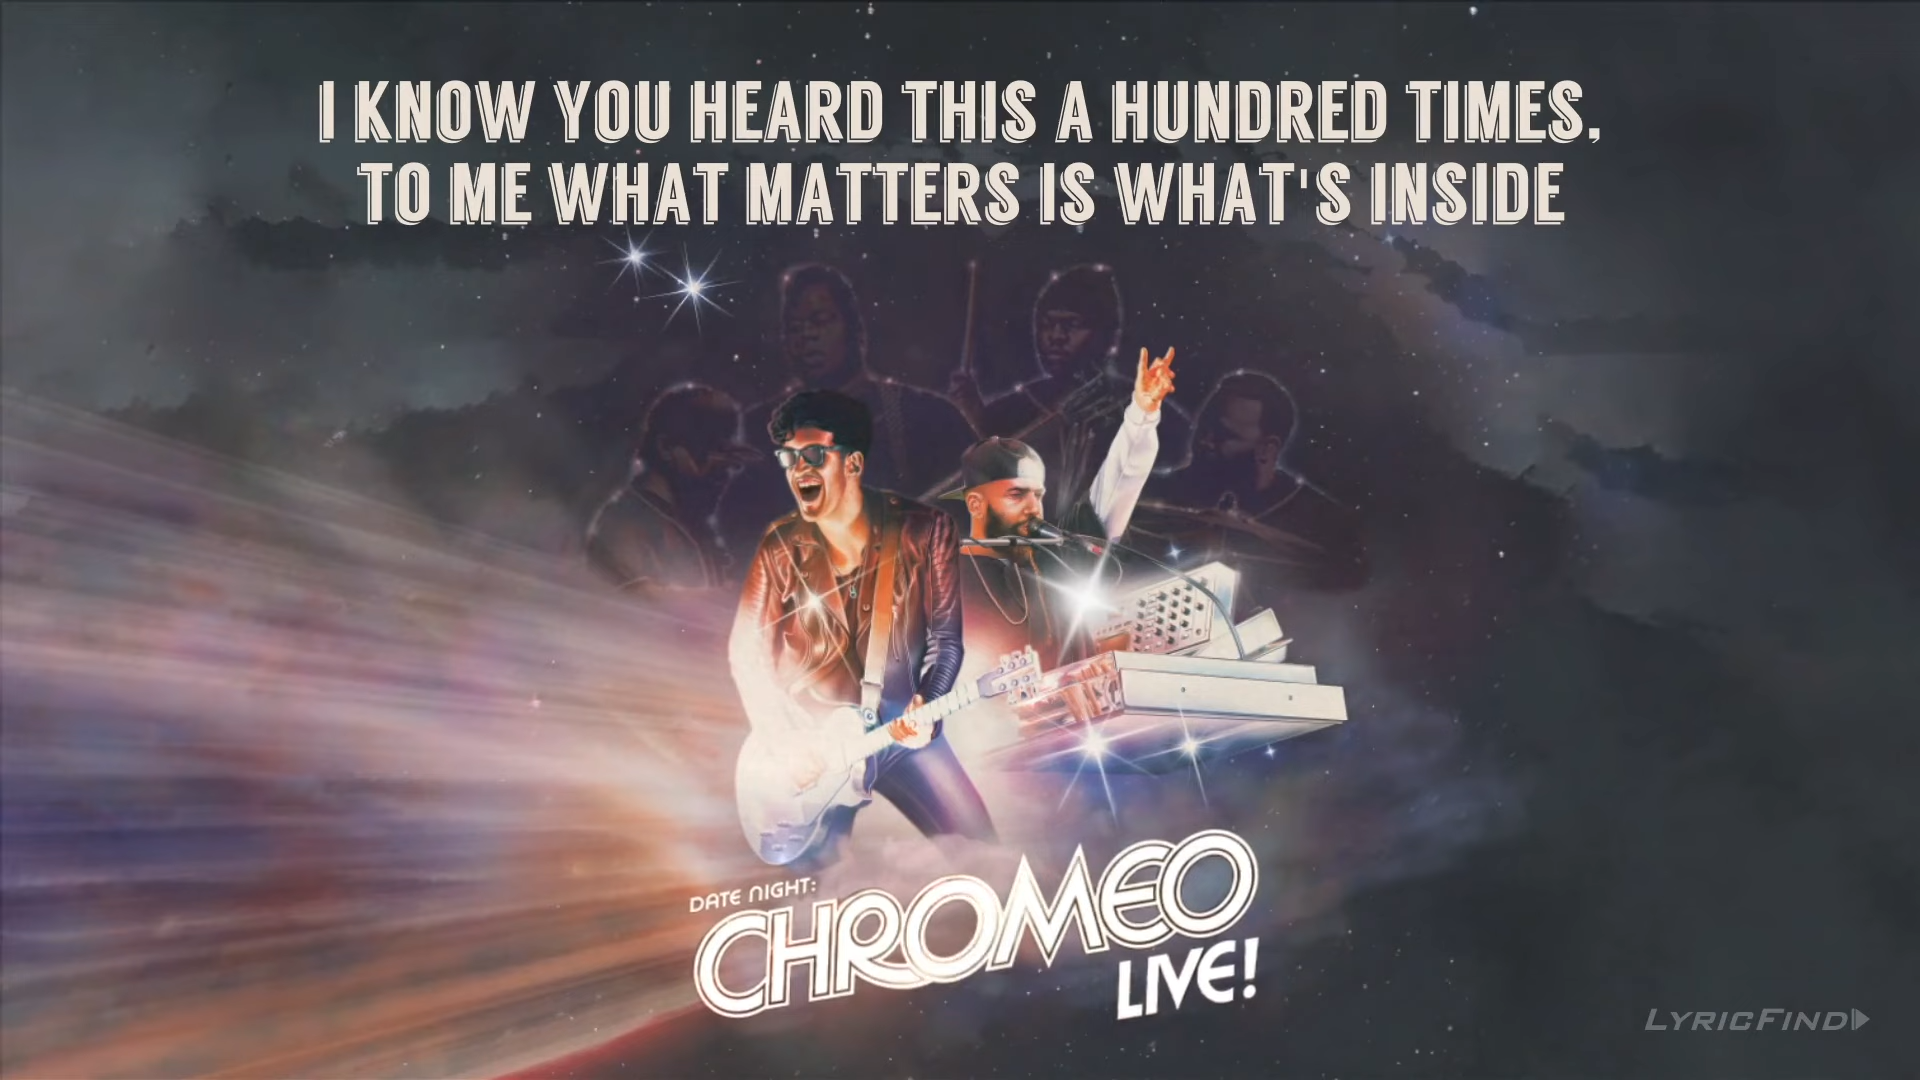 I KNOW YOU HEARD THIS A HUNDRED TIMES,
TO ME WHAT MATTERS IS WHAT'S INSIDE
DATE NIGHT:
CHROMEO
LIVE!
LYRICFIND